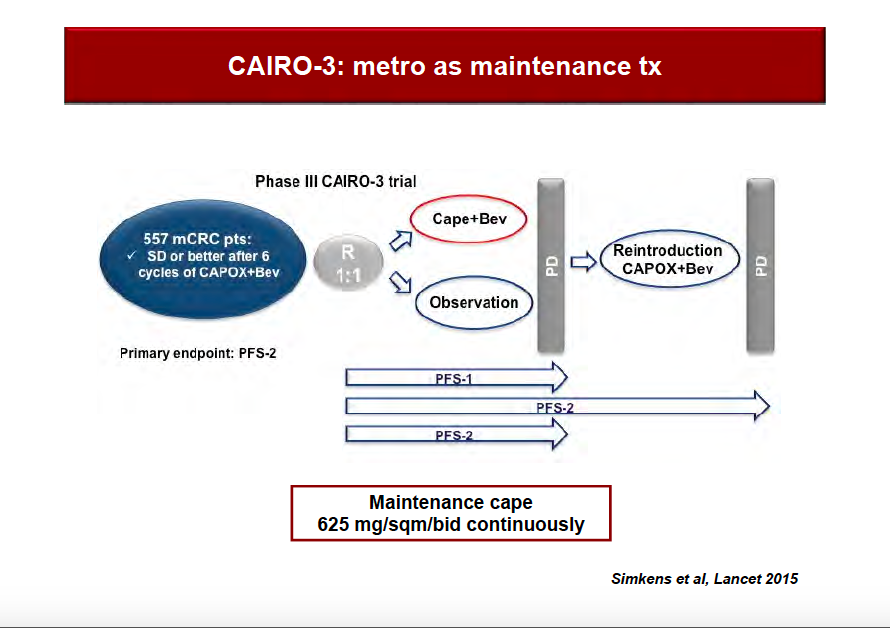 CAIRO-3: metro as maintenance tx
Phase III CAIRO-3 trial
557 mCRC pts:
✓ SD or better after 6
cycles of CAPOX+Bev
R
1:1
Cape+Bev
Observation
PD
Reintroduction
CAPOX+Bev
PD
Primary endpoint: PFS-2
PFS-1
PFS-2
PFS-2
Maintenance cape
625 mg/sqm/bid continuously
Simkens et al, Lancet 2015